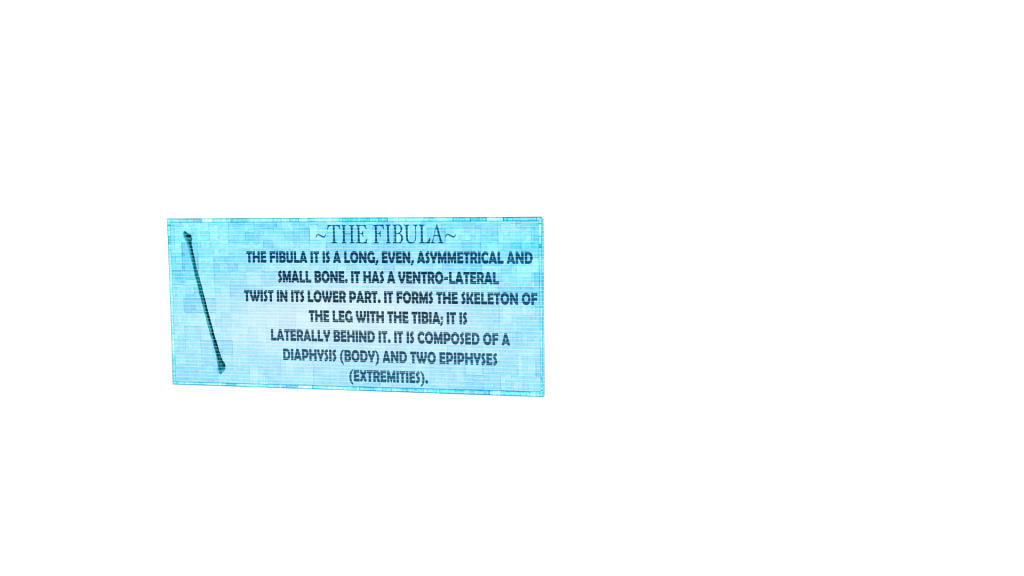 ~THE FIBULA~
THE FIBULA IT IS A LONG, EVEN, ASYMMETRICAL AND
SMALL BONE. IT HAS A VENTRO-LATERAL
TWIST IN ITS LOWER PART. IT FORMS THE SKELETON OF
THE LEG WITH THE TIBIA; IT IS
LATERALLY BEHIND IT. IT IS COMPOSED OF A
DIAPHYSIS (BODY) AND TWO EPIPHYSES
(EXTREMITIES).